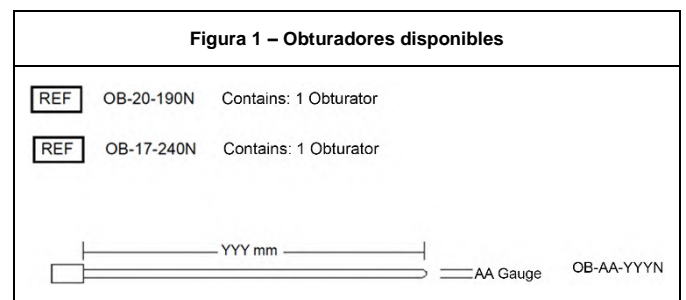 Figura 1 – Obturadores disponibles
REF OB-20-190N Contains: 1 Obturator
REF OB-17-240N Contains: 1 Obturator
YYY mm
AA Gauge OB-AA-YYYN